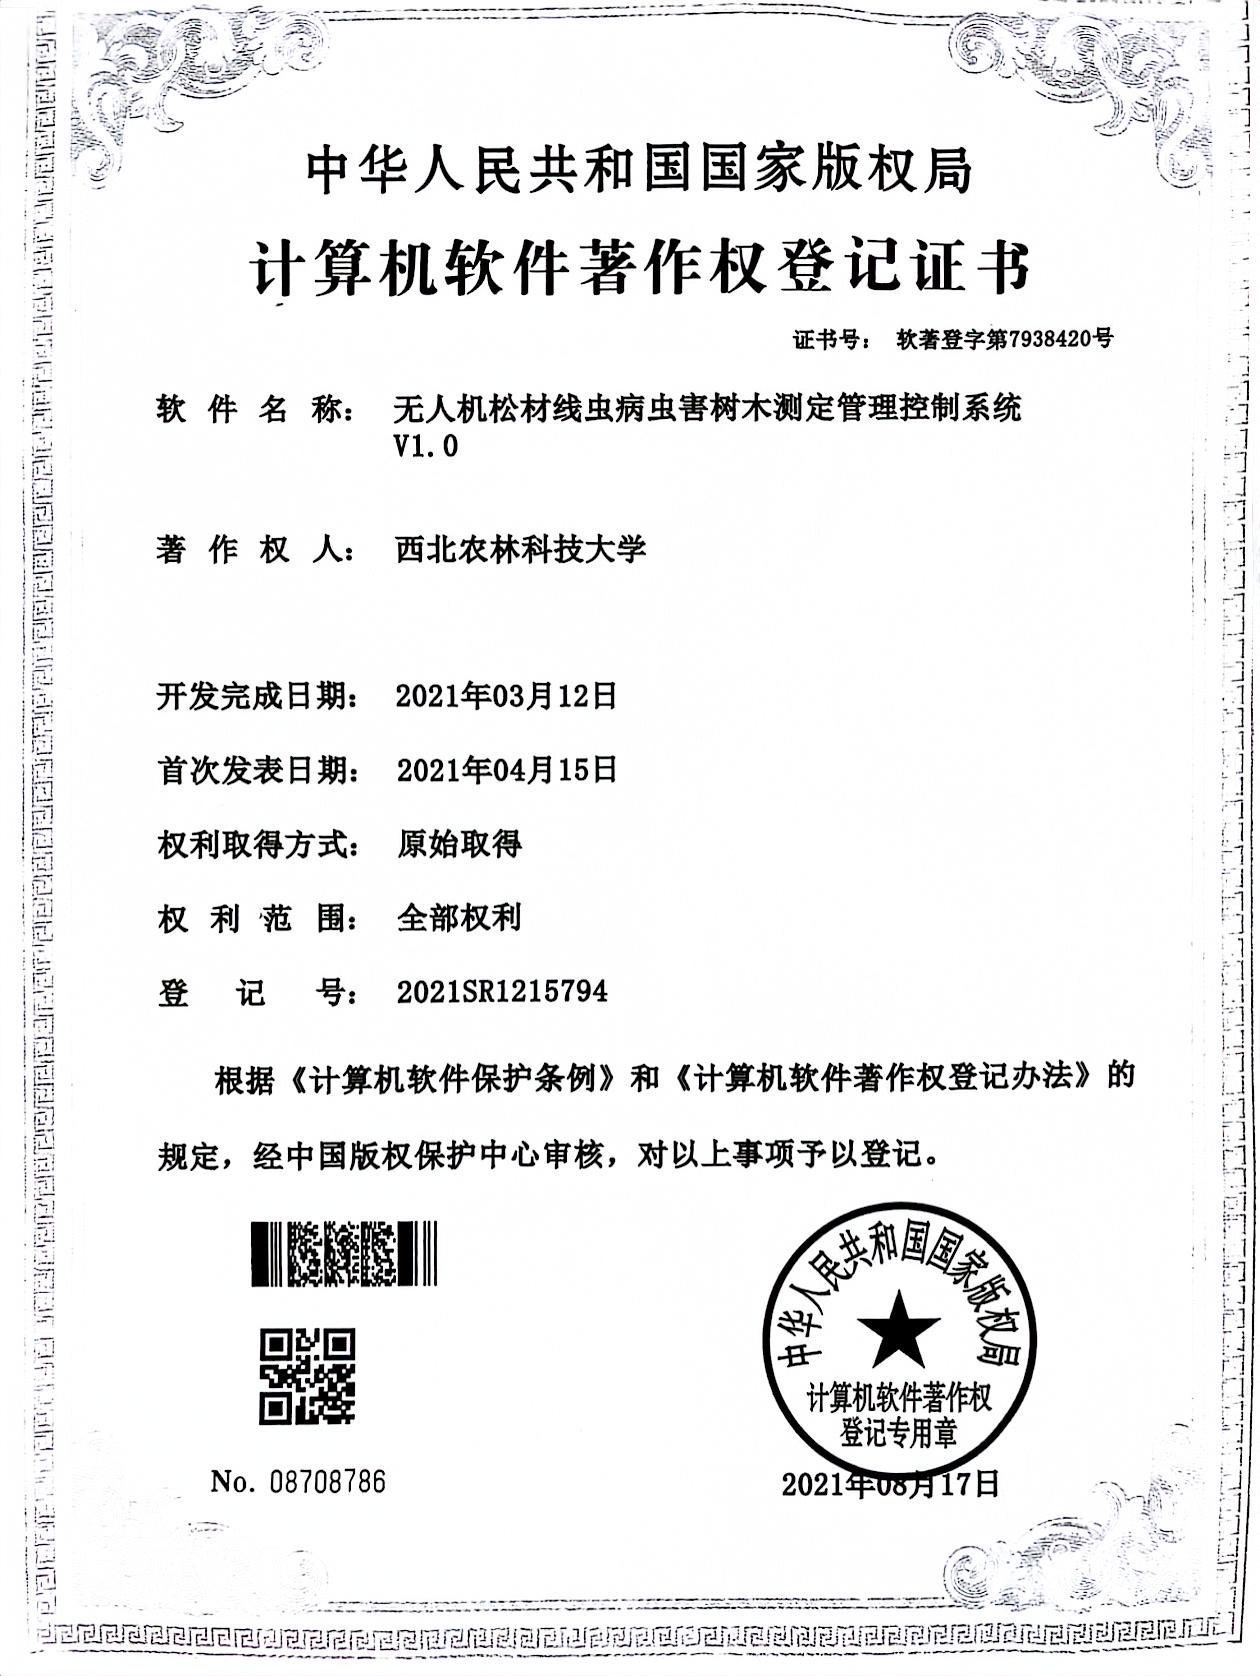 中华人民共和国国家版权局
计算机软件著作权登记证书
证书号： 软著登字第7938420号
软件名称： 无人机松材线虫病虫害树木测定管理控制系统
V1.0
著作权人： 西北农林科技大学
开发完成日期： 2021年03月12日
首次发表日期： 2021年04月15日
权利取得方式： 原始取得
权利范围： 全部权利
登记号： 2021SR1215794
根据《计算机软件保护条例》和《计算机软件著作权登记办法》的
规定，经中国版权保护中心审核，对以上事项予以登记。
中华人民共和国国家版权局
计算机软件著作权
登记专用章
No. 08708786
2021年08月17日